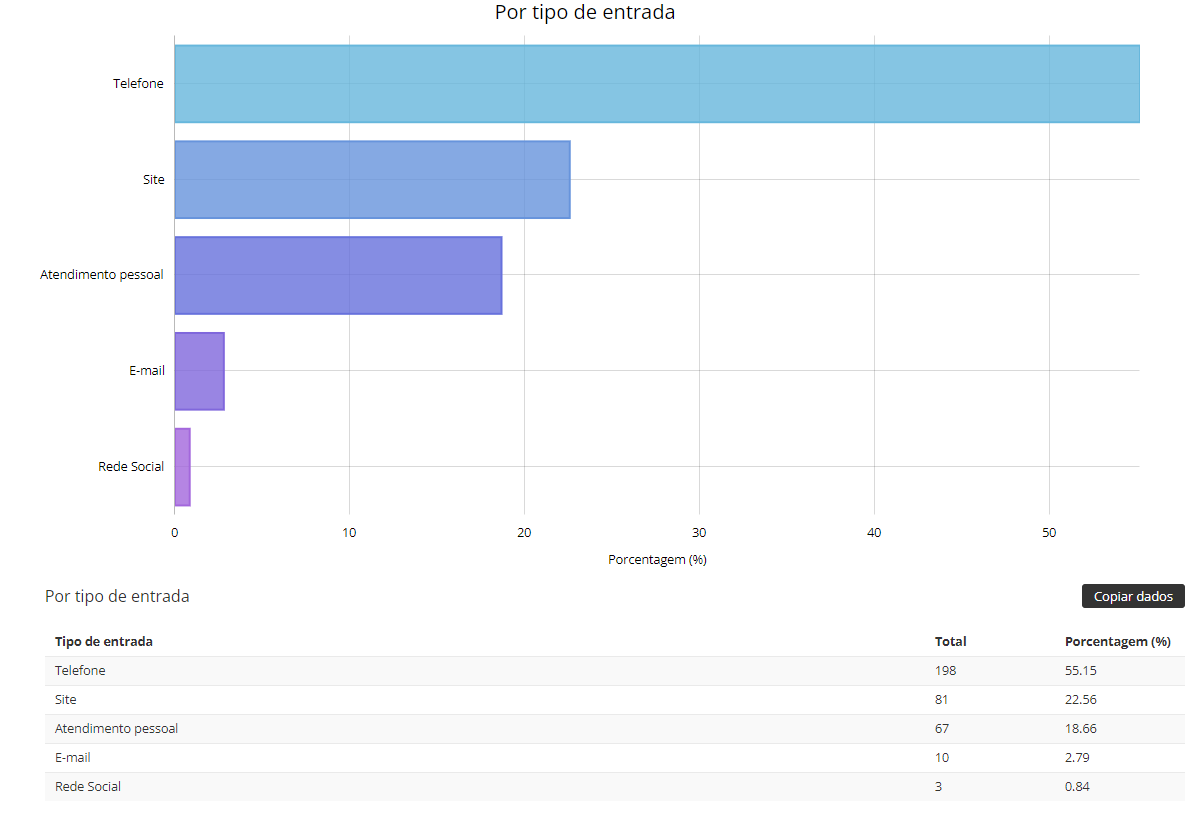 Por tipo de entrada
Telefone
Site
Atendimento pessoal
E-mail
Rede Social
0 10 20 30 40 50
Porcentagem (%)
Por tipo de entrada Copiar dados
Tipo de entrada Total Porcentagem (%)
Telefone 198 55.15
Site 81 22.56
Atendimento pessoal 67 18.66
E-mail 10 2.79
Rede Social 3 0.84